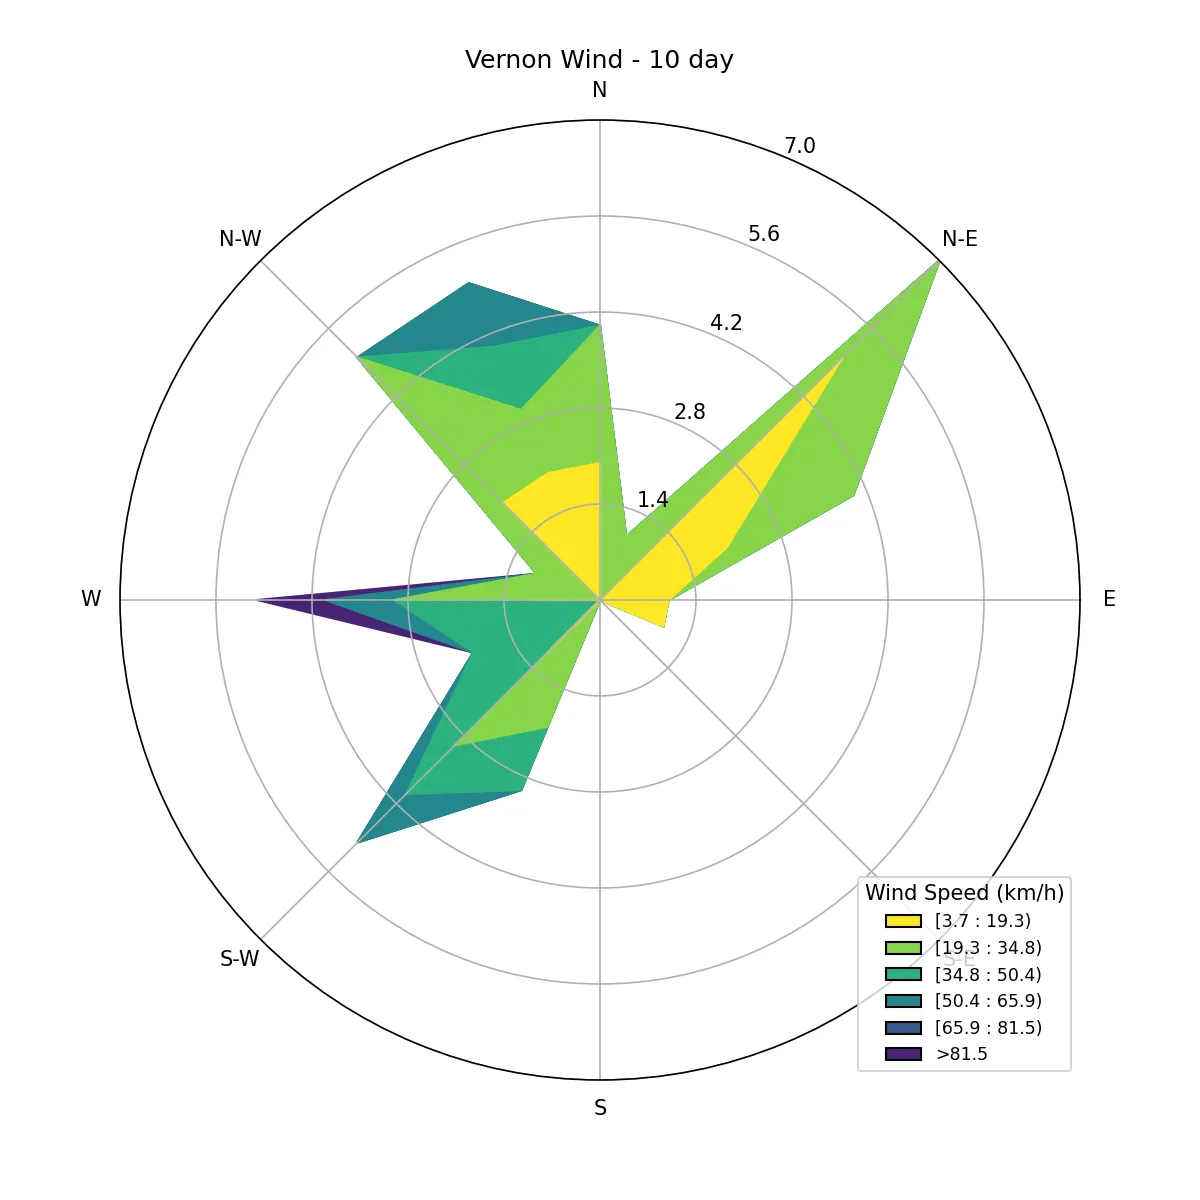 Vernon Wind - 10 day
N
7.0
5.6
N-W
N-E
4.2
2.8
1.4
W
E
S-W
S-E
Wind Speed (km/h)
[3.7 : 19.3)
[19.3 : 34.8)
[34.8 : 50.4)
[50.4 : 65.9)
[65.9 : 81.5)
>81.5
S